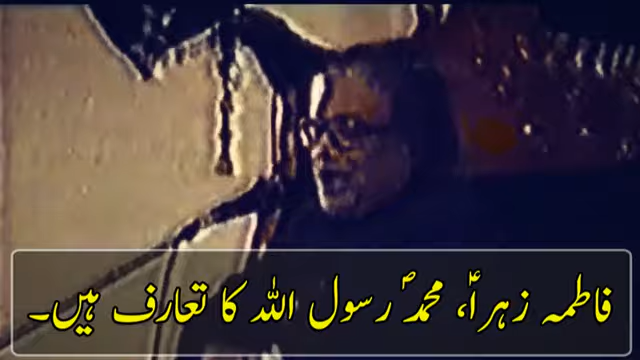 فاطمہ زہراؑ، محمدؐ رسول اللہ کا تعارف ہیں۔